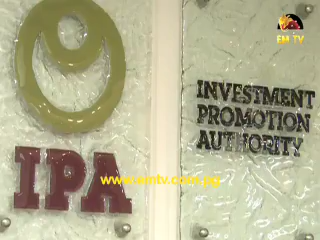 EM TV
INVESTMENT
PROMOTION
AUTHORITY
IPA
www.emtv.com.pg